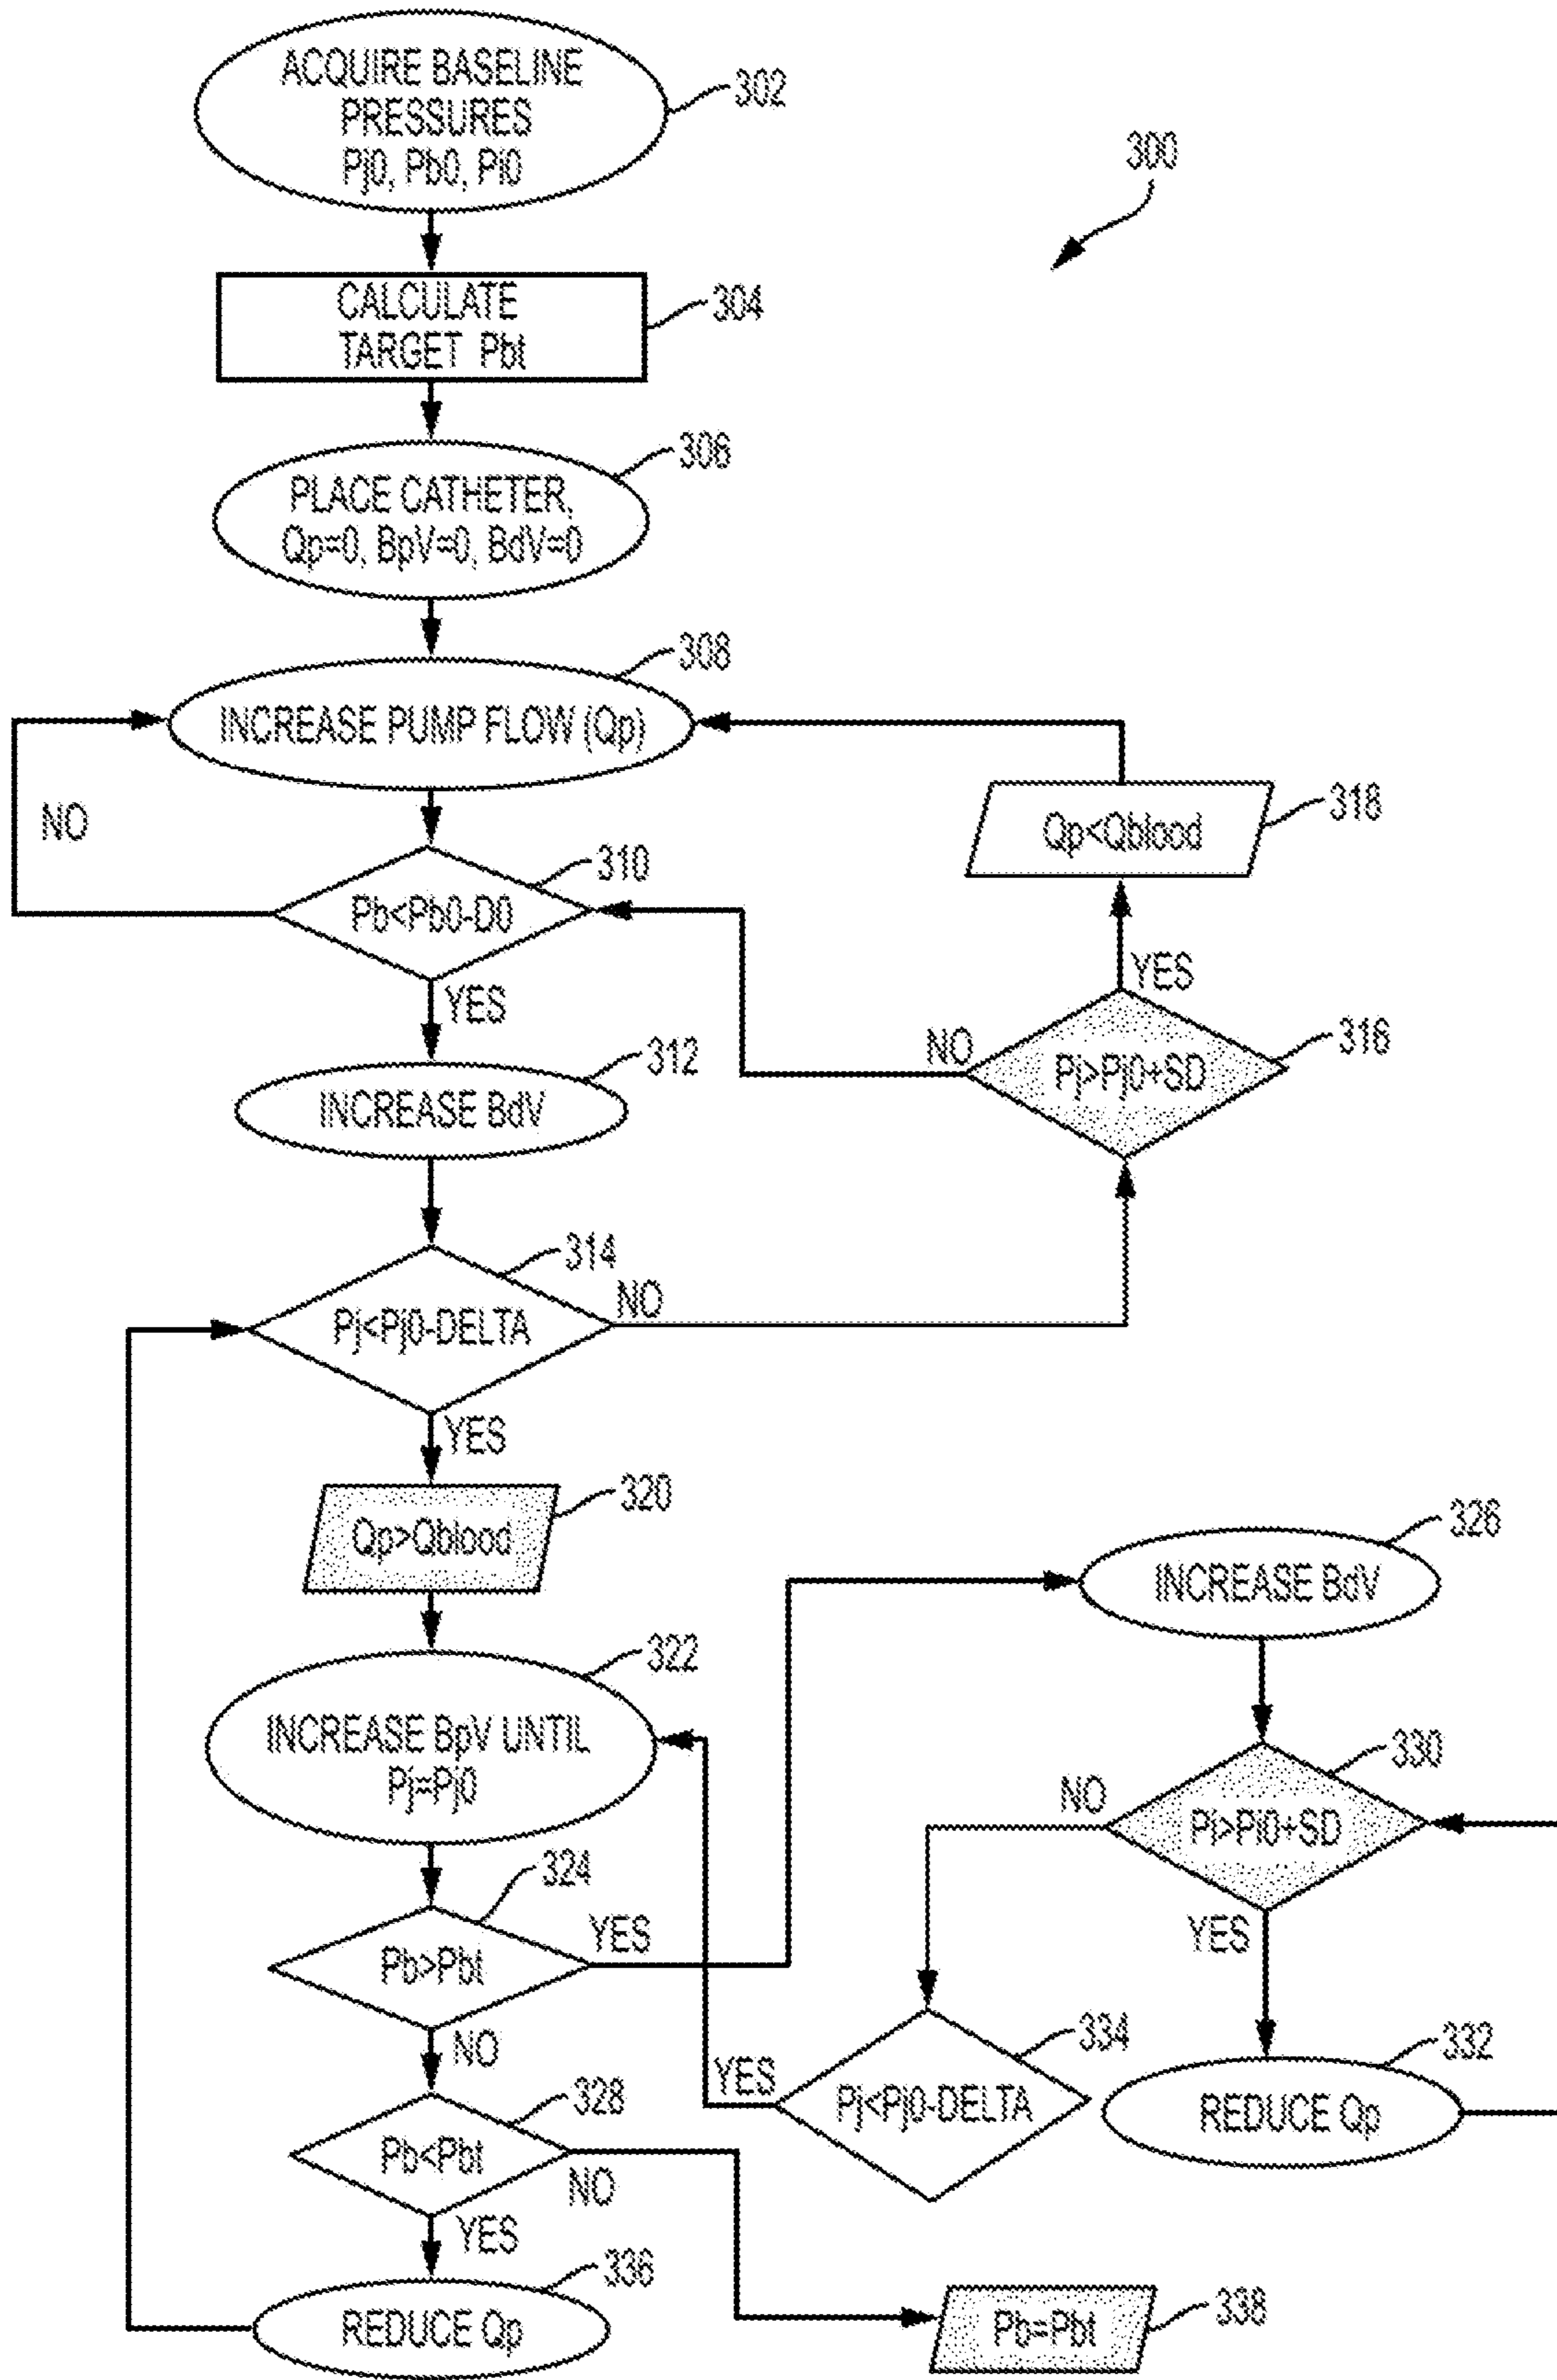 ACQUIRE BASELINE
PRESSURES
Pj0, Pb0, Pi0
302
300
CALCULATE
TARGET Pbt
304
PLACE CATHETER,
Qp=0, BpV=0, BdV=0
306
INCREASE PUMP FLOW (Qp)
308
NO
Qp<Qblood
318
Pb<Pb0-D0
310
YES
YES
INCREASE BdV
312
NO
Pj>Pj0+SD
316
Pj<Pj0-DELTA
314
NO
YES
Qp>Qblood
320
INCREASE BdV
326
INCREASE BpV UNTIL
Pj=Pj0
322
Pi>Pi0+SD
330
NO
YES
Pb>Pbt
324
YES
NO
Pj<Pj0-DELTA
334
YES
REDUCE Qp
332
Pb<Pbt
328
NO
YES
REDUCE Qp
336
Pb=Pbt
338